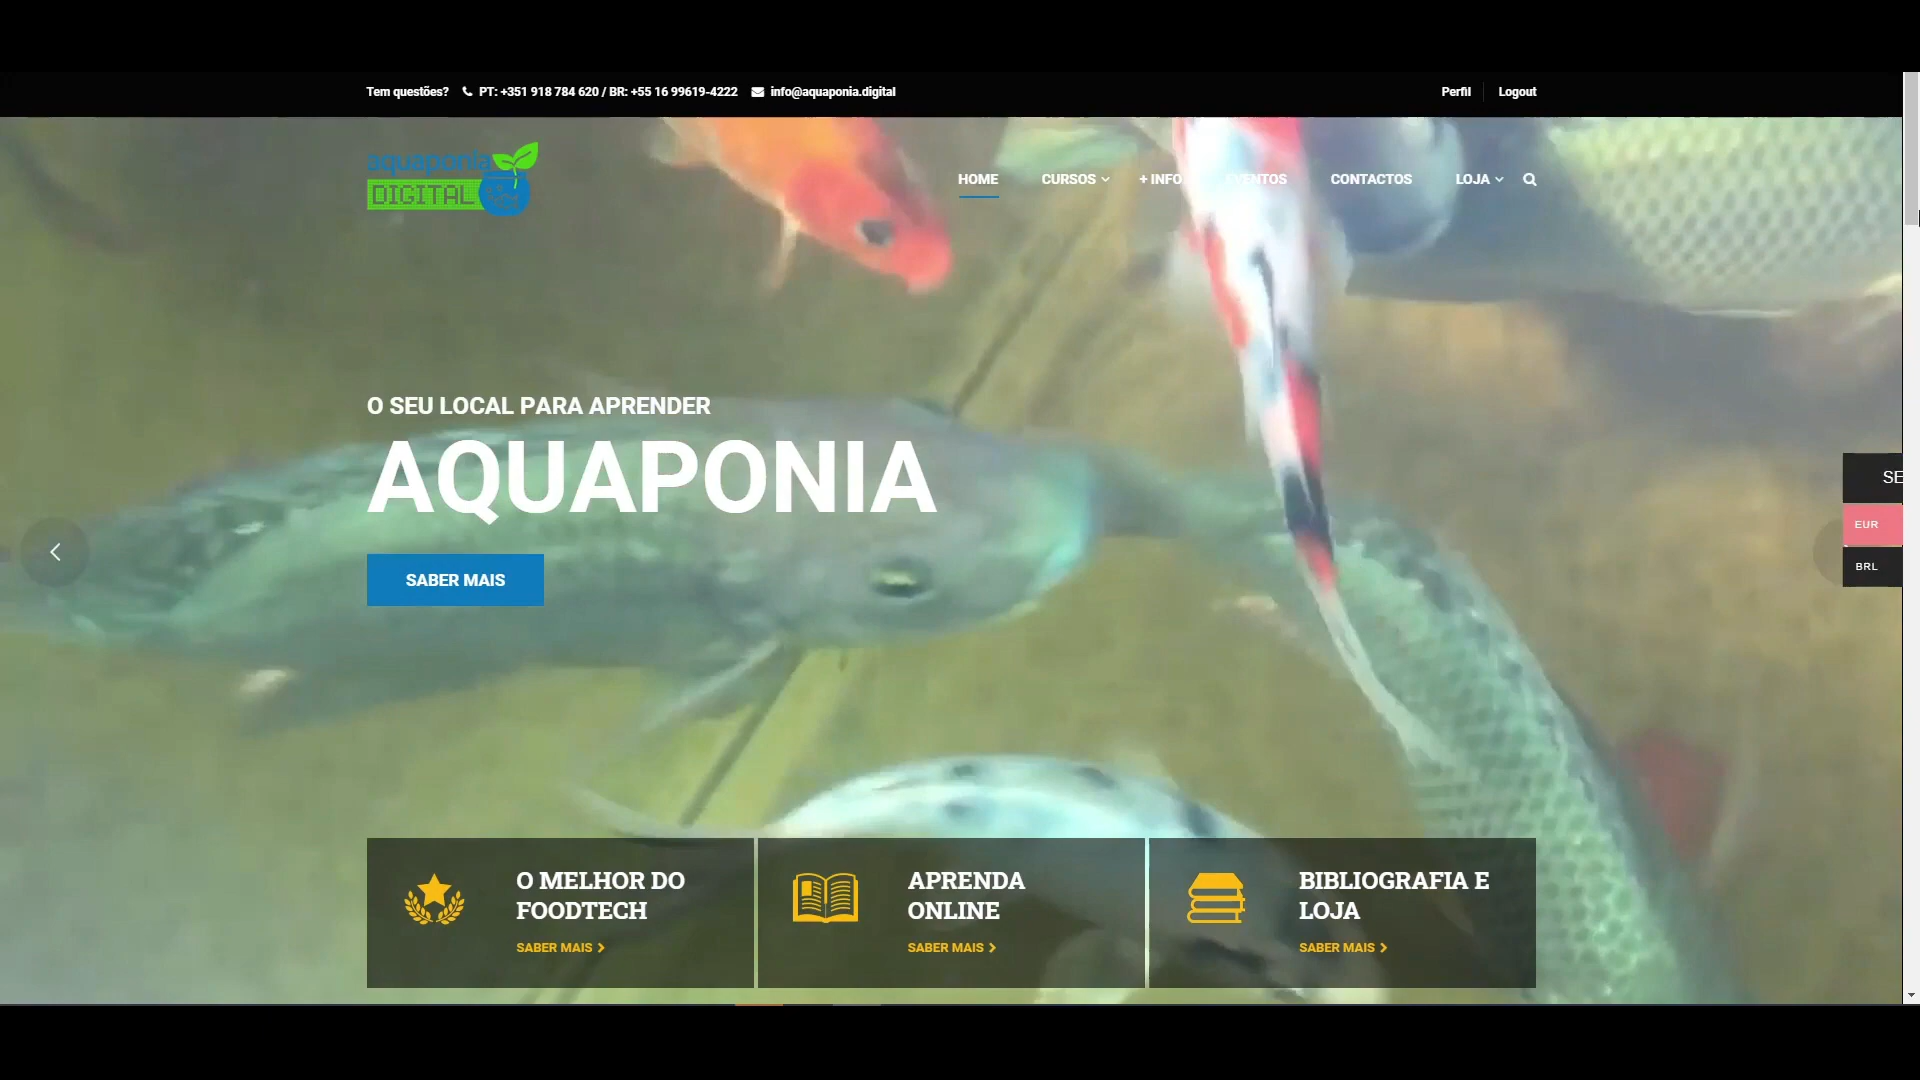 Tem questões? PT: +351 918 784 620 / BR: +55 16 99619-4222 info@aquaponia.digital
Perfil Logout
aquaponia
DIGITAL
HOME CURSOS + INFO EVENTOS CONTACTOS LOJA
O SEU LOCAL PARA APRENDER
AQUAPONIA
SABER MAIS
SE
EUR
BRL
O MELHOR DO
FOODTECH
SABER MAIS
APRENDA
ONLINE
SABER MAIS
BIBLIOGRAFIA E
LOJA
SABER MAIS